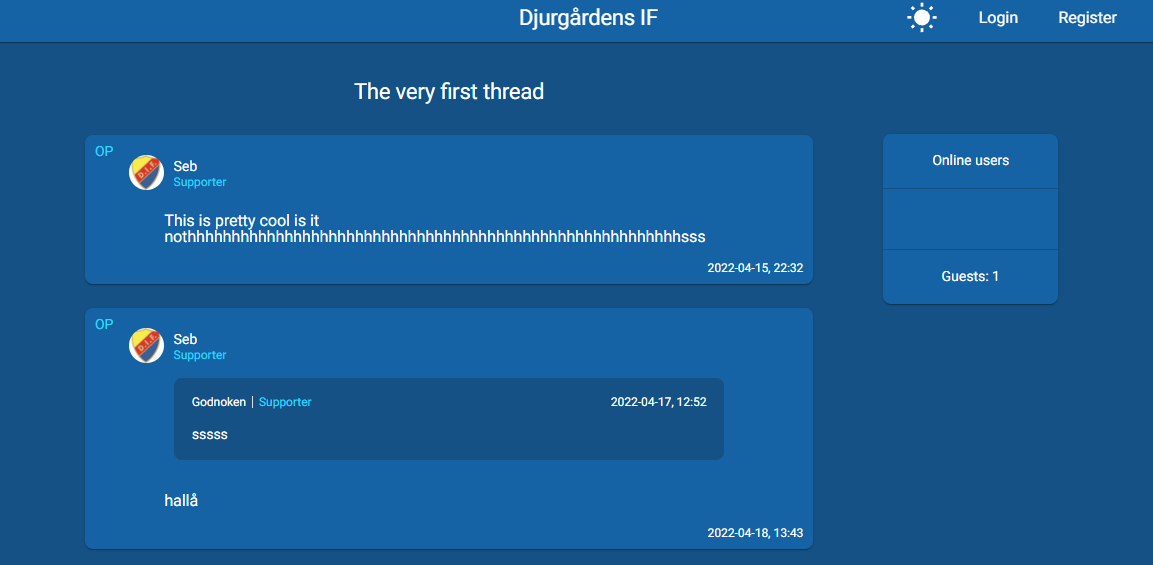 Djurgårdens IF
Login
Register
The very first thread
OP
Seb
Supporter
This is pretty cool is it
nothhhhhhhhhhhhhhhhhhhhhhhhhhhhhhhhhhhhhhhhhhhhhhhhhhhhhhhhhsss
2022-04-15, 22:32
Online users
Guests: 1
OP
Seb
Supporter
Godnoken | Supporter
2022-04-17, 12:52
sssss
hallå
2022-04-18, 13:43